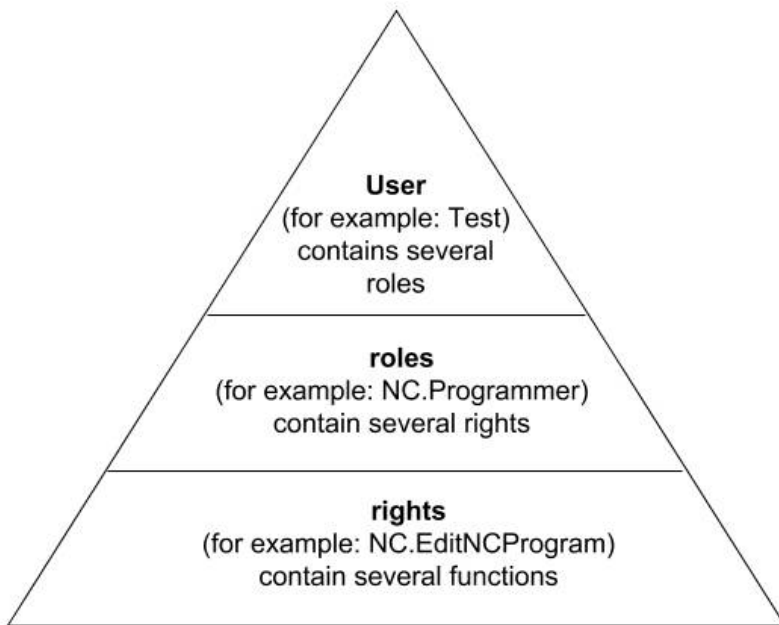 User
(for example: Test)
contains several
roles
roles
(for example: NC.Programmer)
contain several rights
rights
(for example: NC.EditNCProgram)
contain several functions